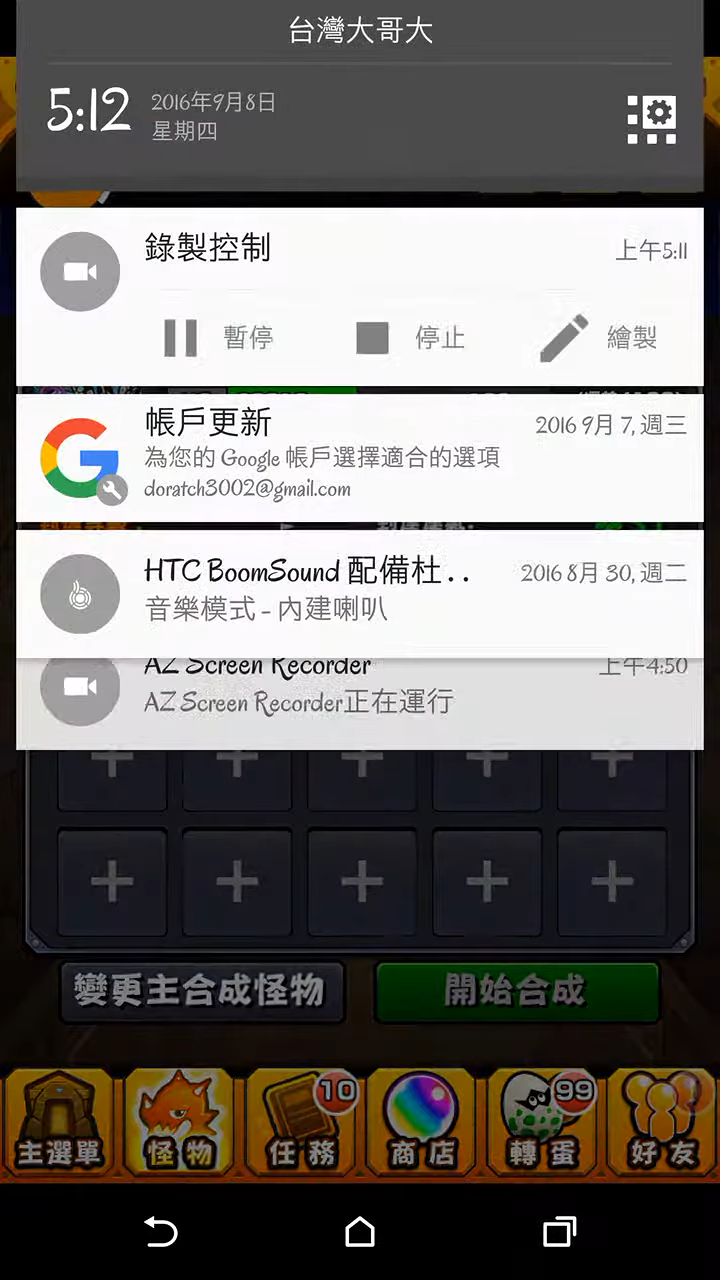 台灣大哥大
5:12
2016年9月8日
星期四
錄製控制
上午5:11
暫停
停止
繪製
帳戶更新
2016 9月 7, 週三
為您的 Google 帳戶選擇適合的選項
doratch3002@gmail.com
HTC BoomSound 配備杜..
2016 8月 30, 週二
音樂模式 - 內建喇叭
AZ Screen Recorder
上午4:50
AZ Screen Recorder正在運行
變更主合成怪物
開始合成
10
99
主選單
怪物
任務
商店
轉蛋
好友